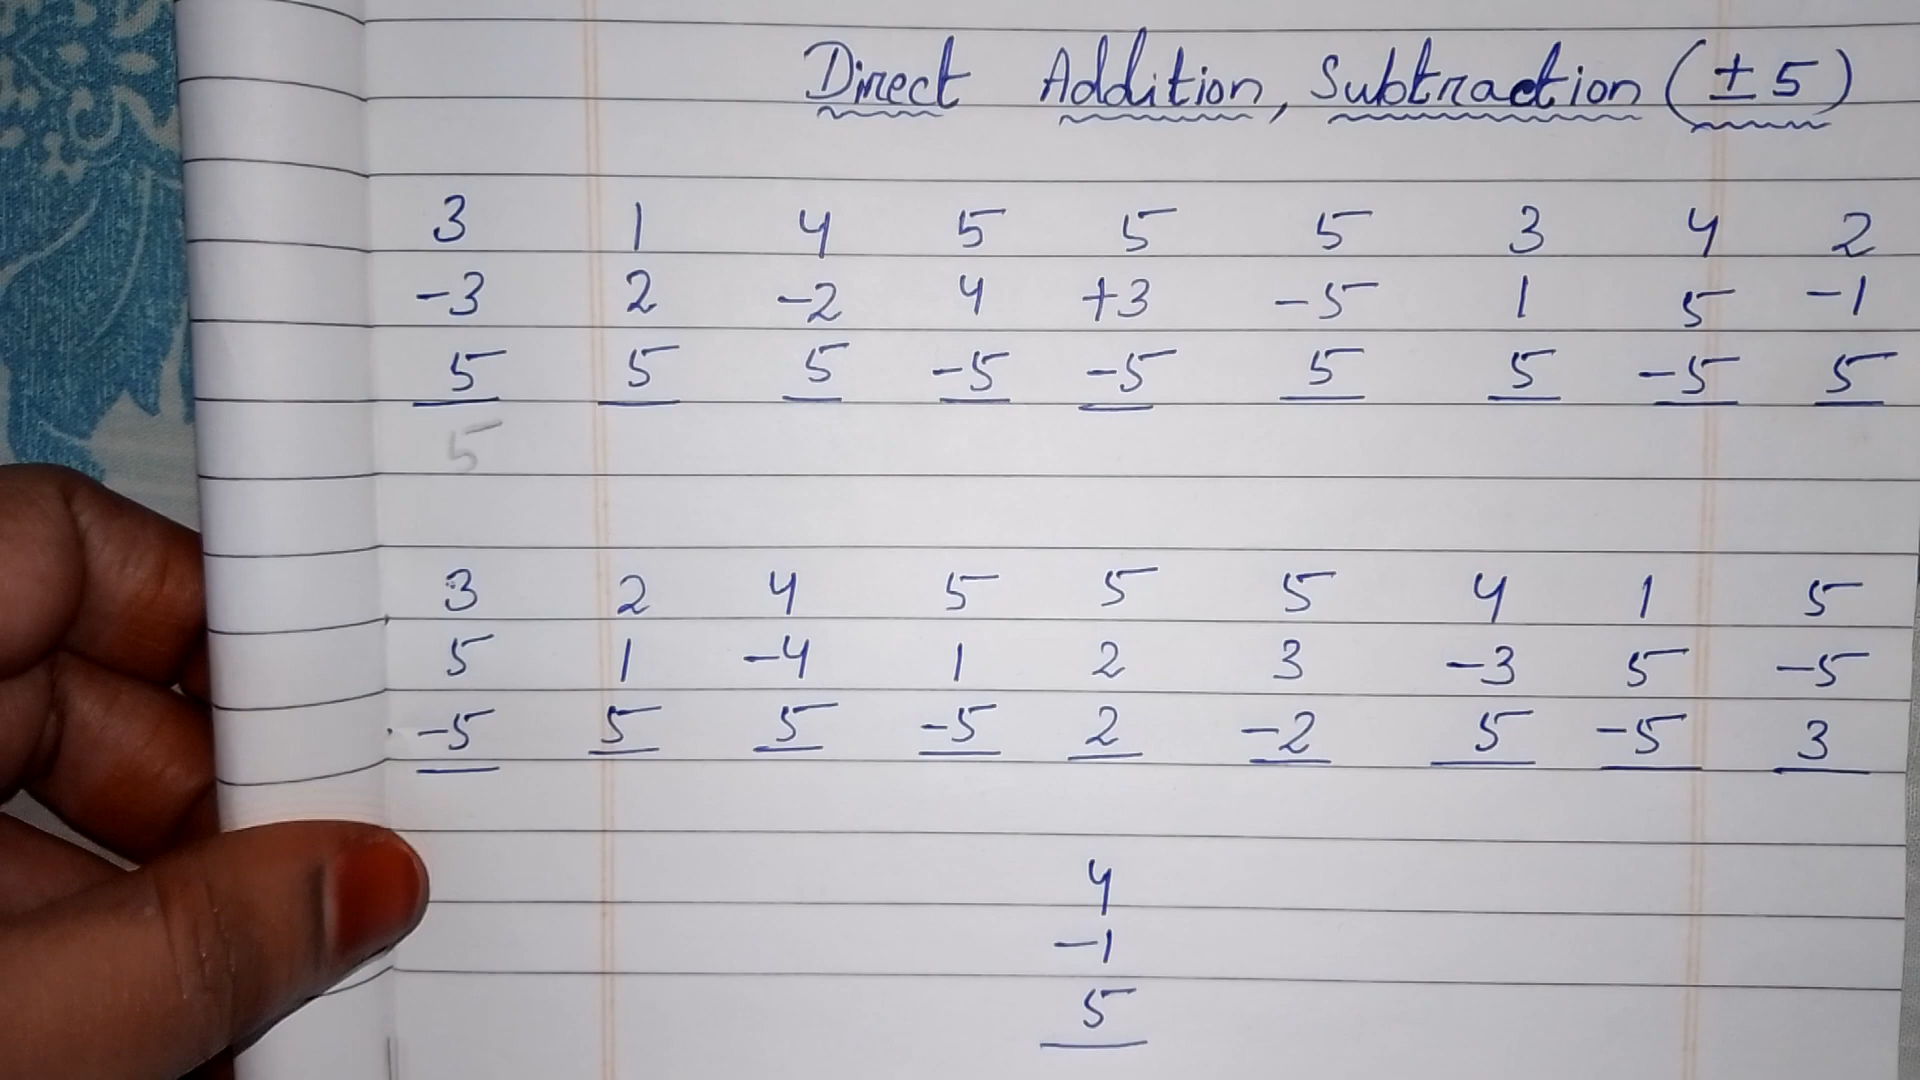 Direct Addition, Subtraction (±5)
3 1 4 5 5 5 3 4 2
-3 2 -2 4 +3 -5 1 5 -1
5 5 5 -5 -5 5 5 -5 5
5
3 2 4 5 5 5 4 1 5
5 1 -4 1 2 3 -3 5 -5
-5 5 5 -5 2 -2 5 -5 3
4
-1
5